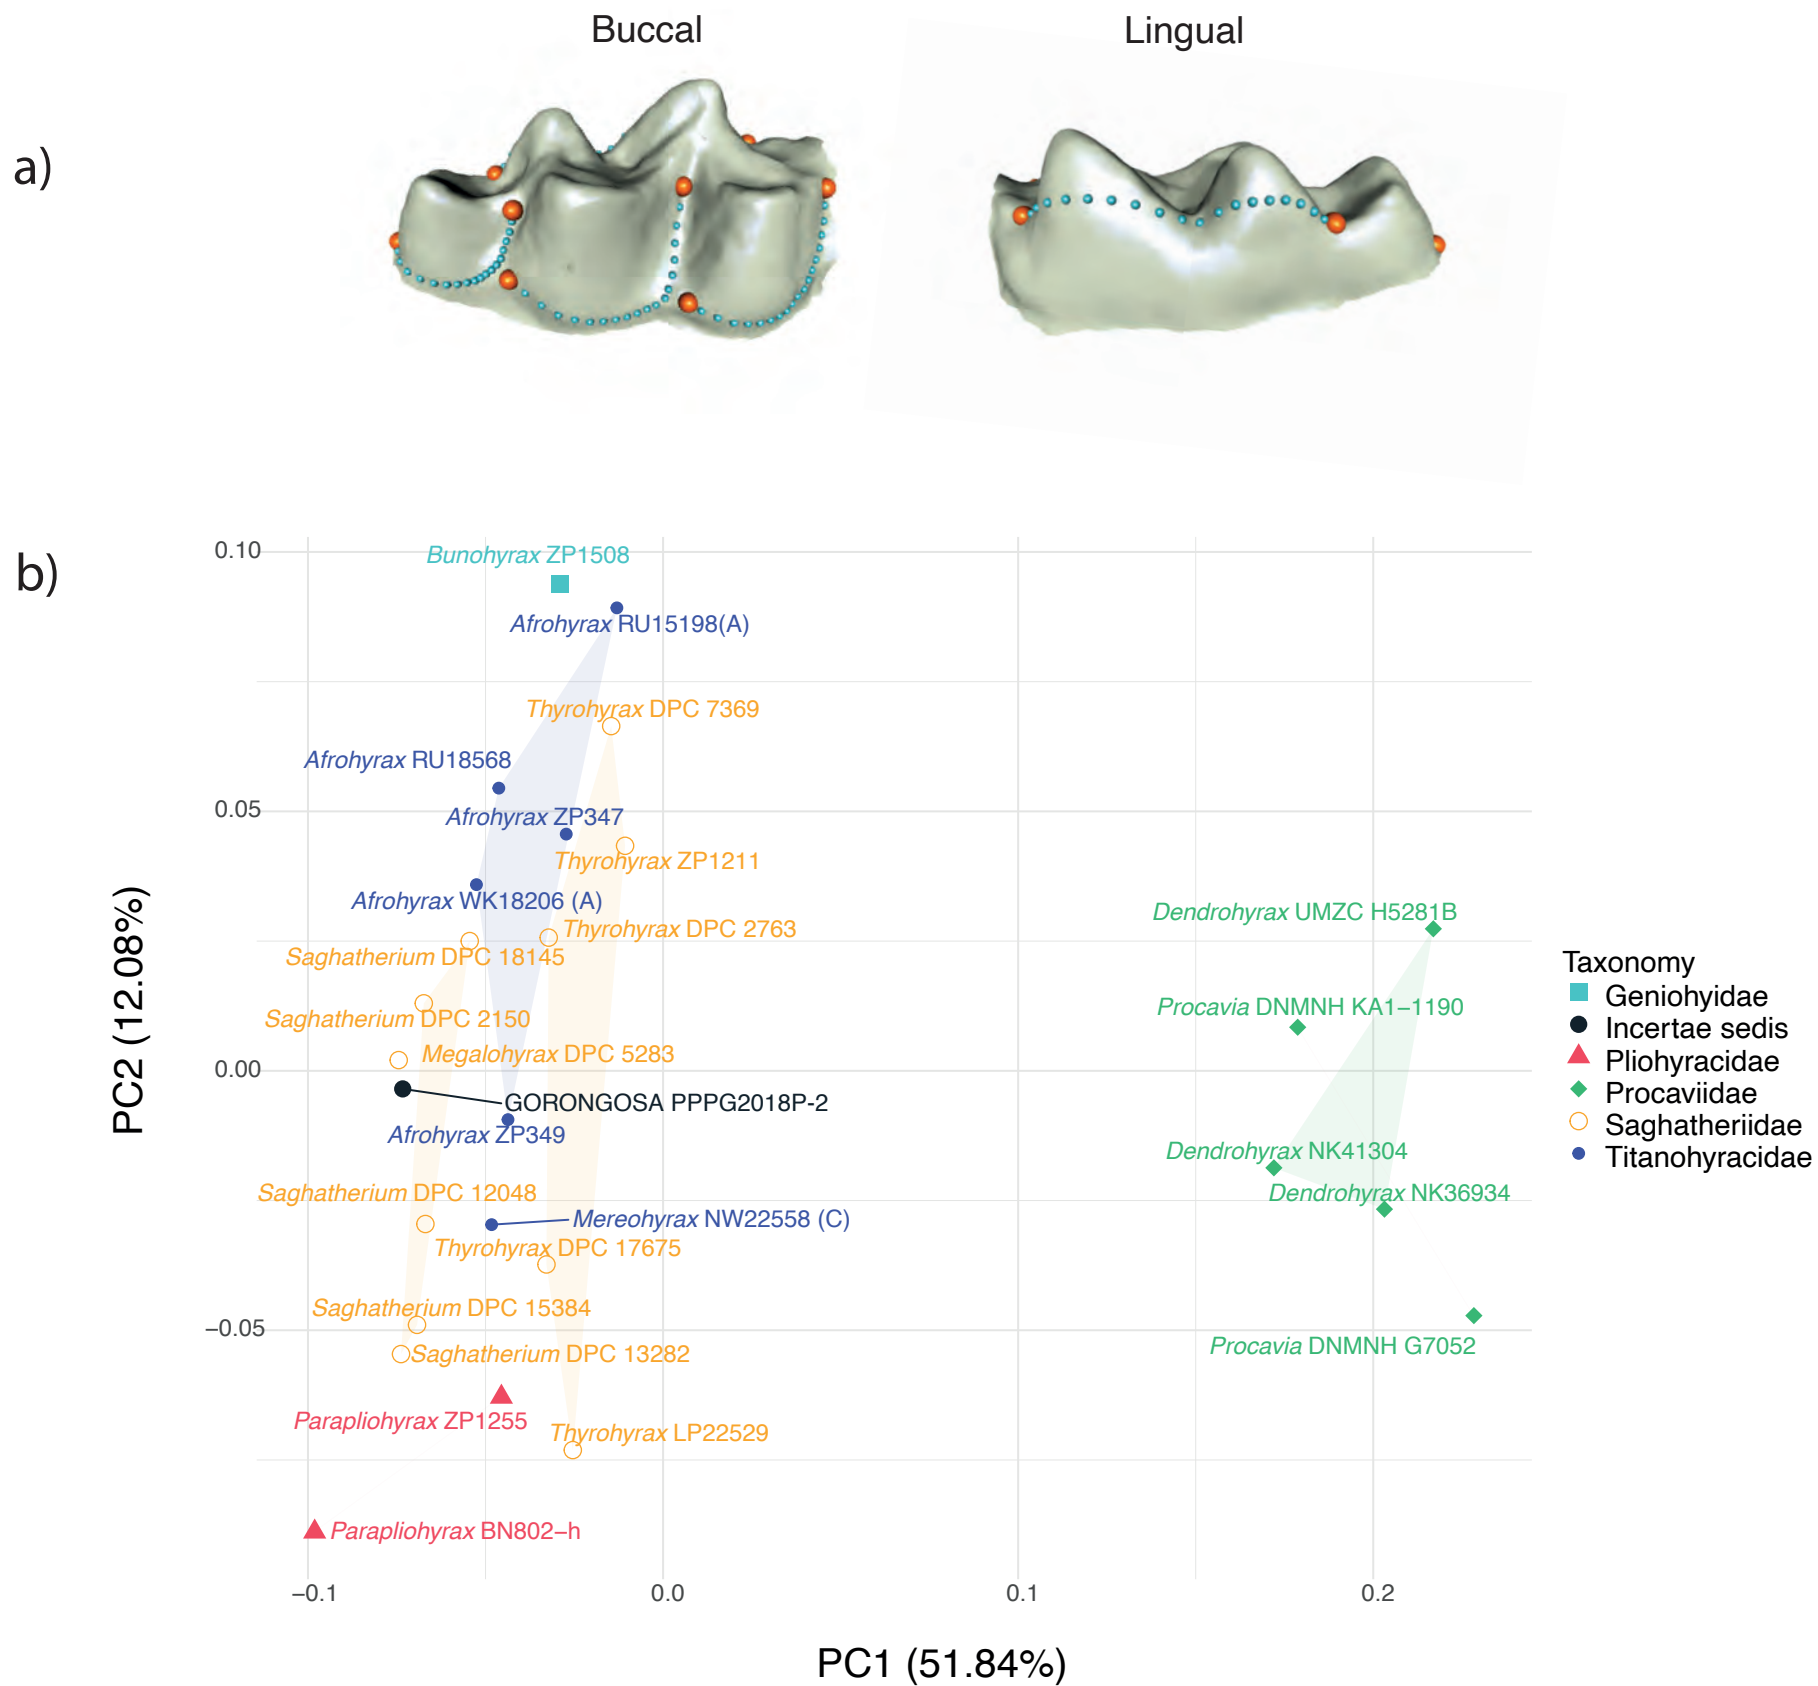 Buccal
Lingual
a)
b)
PC2 (12.08%)
0.10
0.05
0.00
−0.05
Bunohyrax ZP1508
Afrohyrax RU15198(A)
Thyrohyrax DPC 7369
Afrohyrax RU18568
Afrohyrax ZP347
Thyrohyrax ZP1211
Afrohyrax WK18206 (A)
Thyrohyrax DPC 2763
Saghatherium DPC 18145
Saghatherium DPC 2150
Megalohyrax DPC 5283
GORONGOSA PPPG2018P-2
Afrohyrax ZP349
Saghatherium DPC 12048
Mereohyrax NW22558 (C)
Thyrohyrax DPC 17675
Saghatherium DPC 15384
Saghatherium DPC 13282
Parapliohyrax ZP1255
Thyrohyrax LP22529
Parapliohyrax BN802−h
Dendrohyrax UMZC H5281B
Procavia DNMNH KA1−1190
Dendrohyrax NK41304
Dendrohyrax NK36934
Procavia DNMNH G7052
Taxonomy
Geniohyidae
Incertae sedis
Pliohyracidae
Procaviidae
Saghatheriidae
Titanohyracidae
−0.1
0.0
0.1
0.2
PC1 (51.84%)